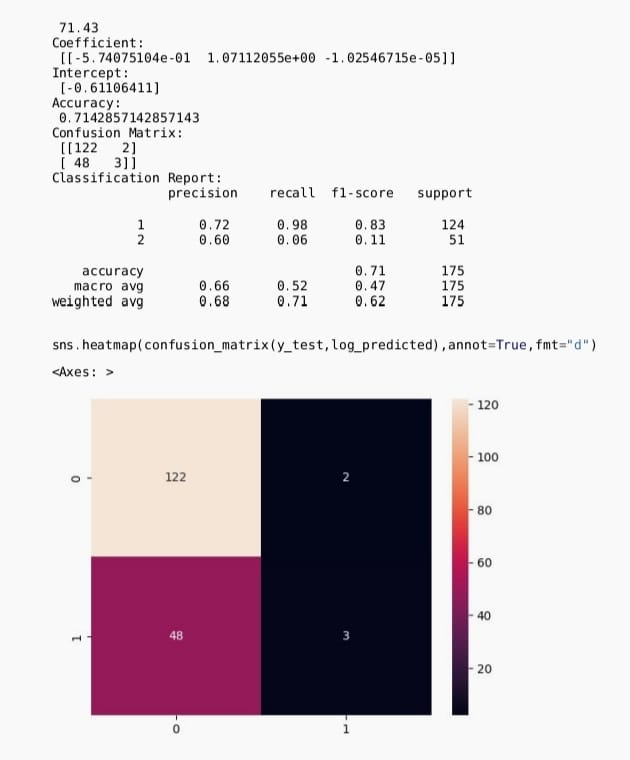 71.43
Coefficient:
[[-5.74075104e-01  1.07112055e+00 -1.02546715e-05]]
Intercept:
[-0.61106411]
Accuracy:
0.7142857142857143
Confusion Matrix:
[[122   2]
[ 48   3]]
Classification Report:
precision    recall  f1-score   support
1       0.72      0.98      0.83       124
2       0.60      0.06      0.11        51
accuracy                           0.71       175
macro avg       0.66      0.52      0.47       175
weighted avg       0.68      0.71      0.62       175
sns.heatmap(confusion_matrix(y_test,log_predicted),annot=True,fmt="d")
<Axes: >
120
100
80
60
40
20
0
122
2
1
48
3
0
1